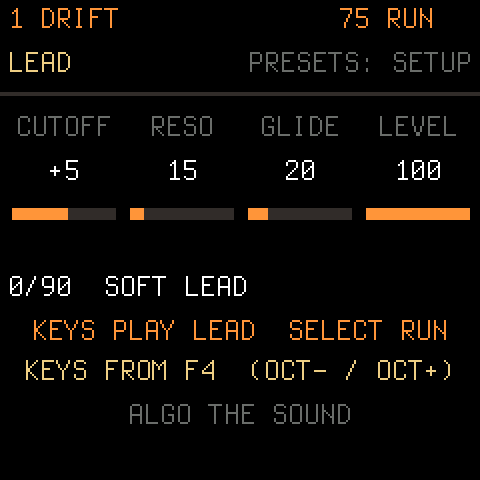 1 DRIFT 75 RUN
LEAD PRESETS: SETUP
CUTOFF RESO GLIDE LEVEL
+5 15 20 100
0/90 SOFT LEAD
KEYS PLAY LEAD SELECT RUN
KEYS FROM F4 (OCT- / OCT+)
ALGO THE SOUND